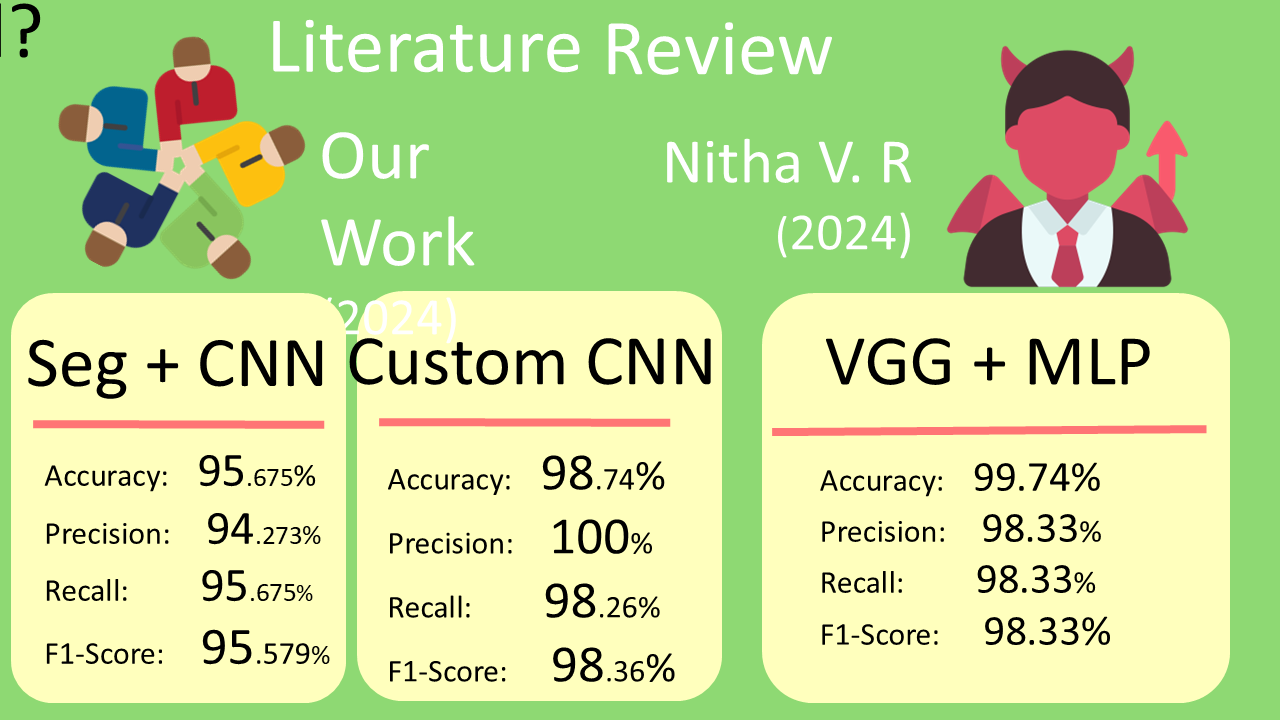 ?
Literature Review
Our
Work
(2024)
Nitha V. R
(2024)
Seg + CNN
Accuracy: 95.675%
Precision: 94.273%
Recall: 95.675%
F1-Score: 95.579%
Custom CNN
Accuracy: 98.74%
Precision: 100%
Recall: 98.26%
F1-Score: 98.36%
VGG + MLP
Accuracy: 99.74%
Precision: 98.33%
Recall: 98.33%
F1-Score: 98.33%